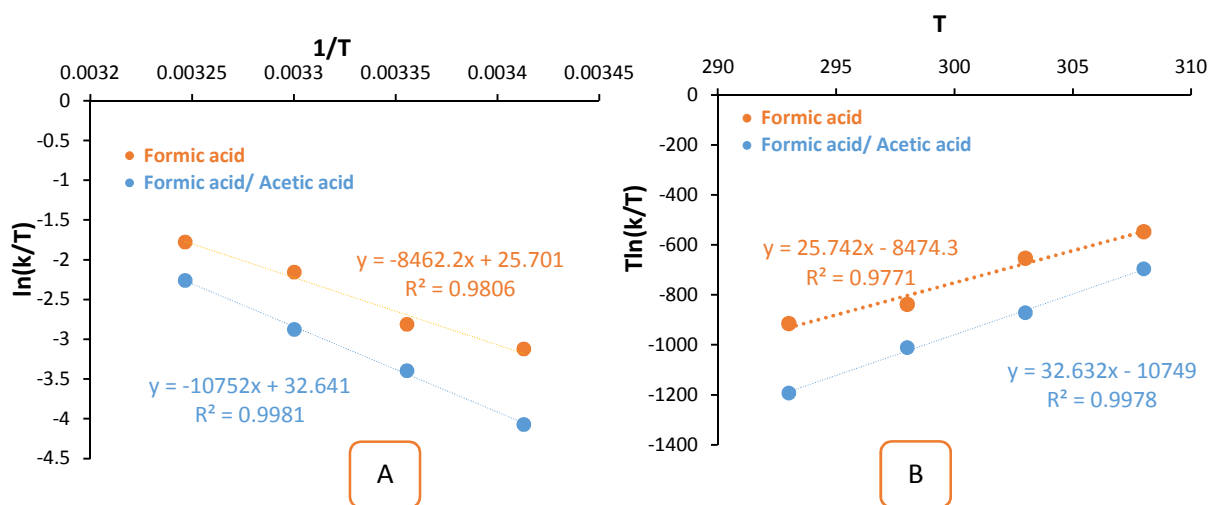 1/T
0.0032 0.00325 0.0033 0.00335 0.0034 0.00345
0
-0.5
-1
-1.5
-2
-2.5
-3
-3.5
-4
-4.5
ln(k/T)
Formic acid
Formic acid/ Acetic acid
y = -8462.2x + 25.701
R² = 0.9806
y = -10752x + 32.641
R² = 0.9981
A
T
290 295 300 305 310
0
-200
-400
-600
-800
-1000
-1200
-1400
Tln(k/T)
Formic acid
Formic acid/ Acetic acid
y = 25.742x - 8474.3
R² = 0.9771
y = 32.632x - 10749
R² = 0.9978
B